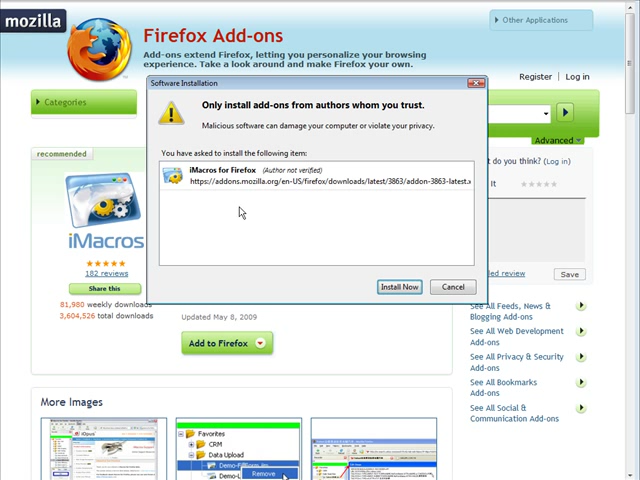 mozilla
Firefox Add-ons
Add-ons extend Firefox, letting you personalize your browsing
experience. Take a look around and make Firefox your own.
Other Applications
Register | Log in
Categories
Advanced
Software Installation
Only install add-ons from authors whom you trust.
Malicious software can damage your computer or violate your privacy.
You have asked to install the following item:
iMacros for Firefox (Author not verified)
https://addons.mozilla.org/en-US/firefox/downloads/latest/3863/addon-3863-latest.x
Install Now
Cancel
recommended
iMacros
182 reviews
Share this
81,980 weekly downloads
3,604,526 total downloads
Updated May 8, 2009
Add to Firefox
do you think? (Log in)
it
review
Save
See All Feeds, News &
Blogging Add-ons
See All Web Development
Add-ons
See All Privacy & Security
Add-ons
See All Bookmarks
Add-ons
See All Social &
Communication Add-ons
More Images
Favorites
CRM
Data Upload
Remove